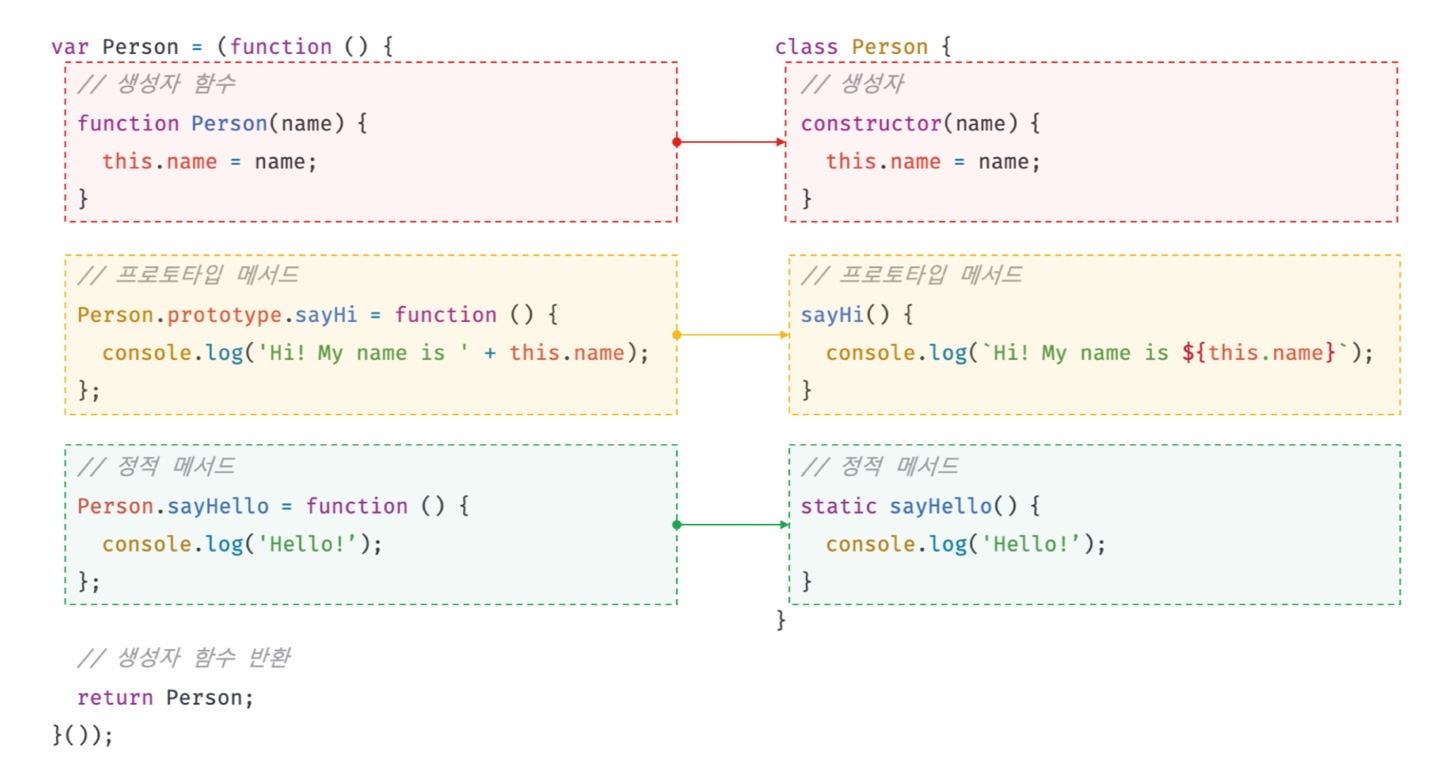 var Person = (function () {
// 생성자 함수
function Person(name) {
this.name = name;
}
// 프로토타입 메서드
Person.prototype.sayHi = function () {
console.log('Hi! My name is ' + this.name);
};
// 정적 메서드
Person.sayHello = function () {
console.log('Hello!’);
};
// 생성자 함수 반환
return Person;
}());
class Person {
// 생성자
constructor(name) {
this.name = name;
}
// 프로토타입 메서드
sayHi() {
console.log(`Hi! My name is ${this.name}`);
}
// 정적 메서드
static sayHello() {
console.log('Hello!’);
}
}